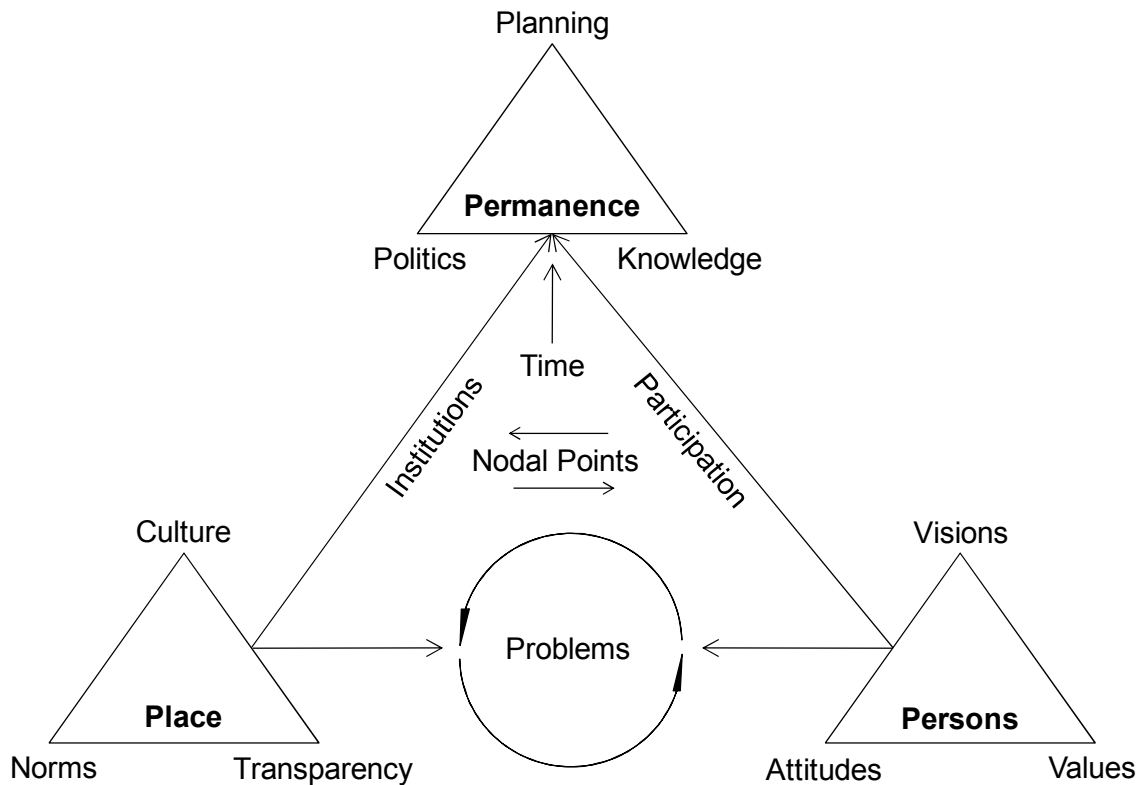 Planning
Permanence
Politics
Knowledge
Time
Institutions
Participation
Nodal Points
Culture
Visions
Problems
Place
Persons
Norms
Transparency
Attitudes
Values